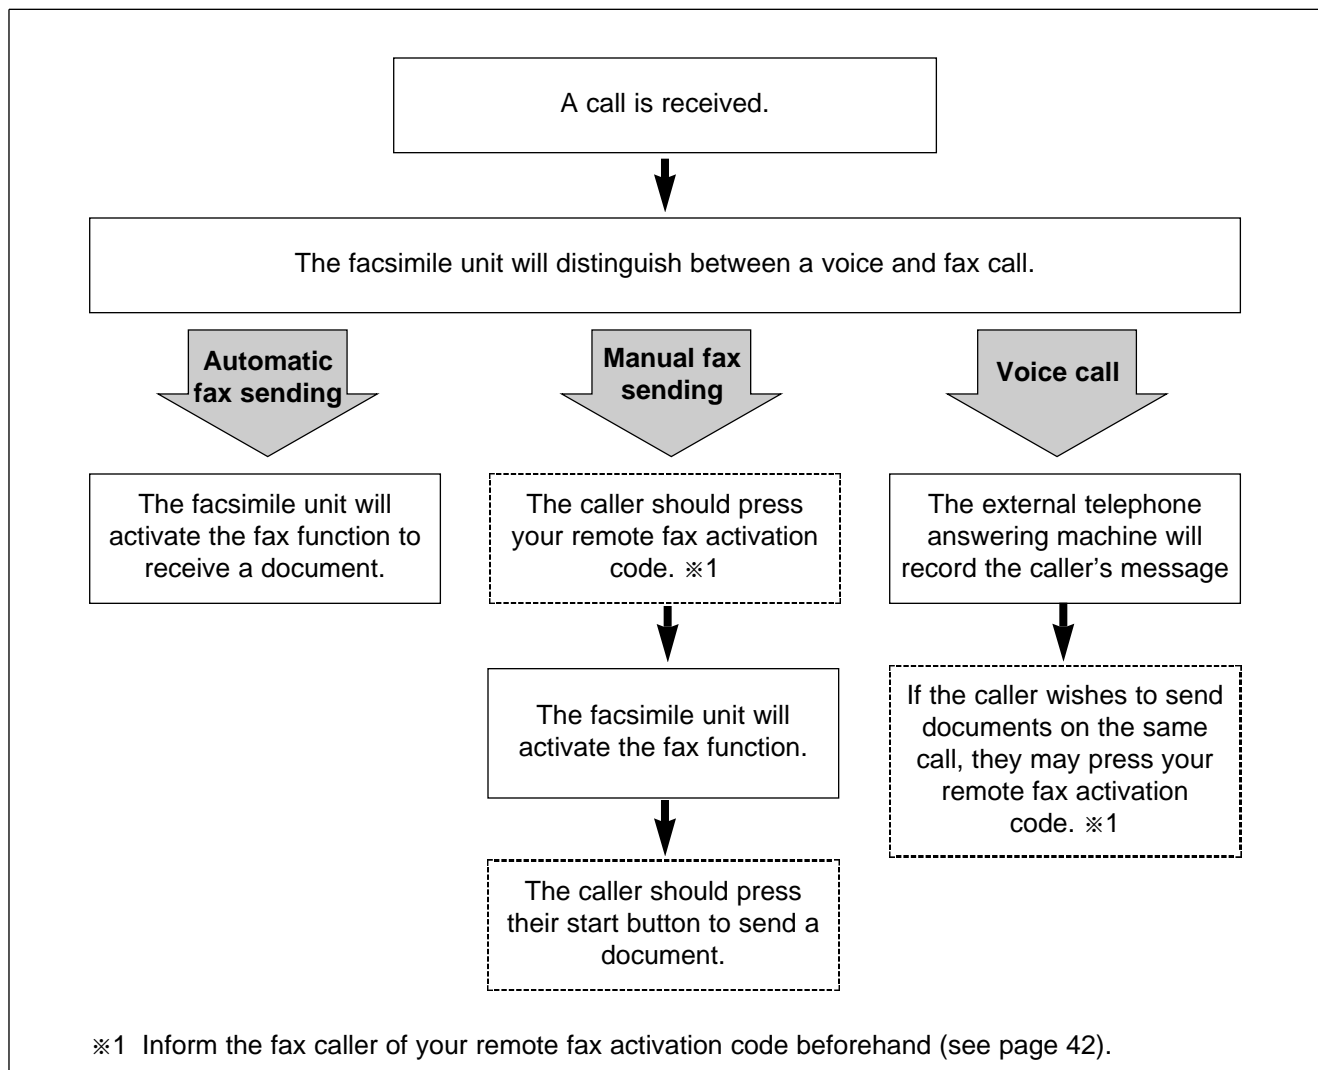 A call is received.
The facsimile unit will distinguish between a voice and fax call.
Automatic
fax sending
Manual fax
sending
Voice call
The facsimile unit will
activate the fax function to
receive a document.
The caller should press
your remote fax activation
code. ※1
The external telephone
answering machine will
record the caller’s message
The facsimile unit will
activate the fax function.
If the caller wishes to send
documents on the same
call, they may press your
remote fax activation
code. ※1
The caller should press
their start button to send a
document.
※1 Inform the fax caller of your remote fax activation code beforehand (see page 42).